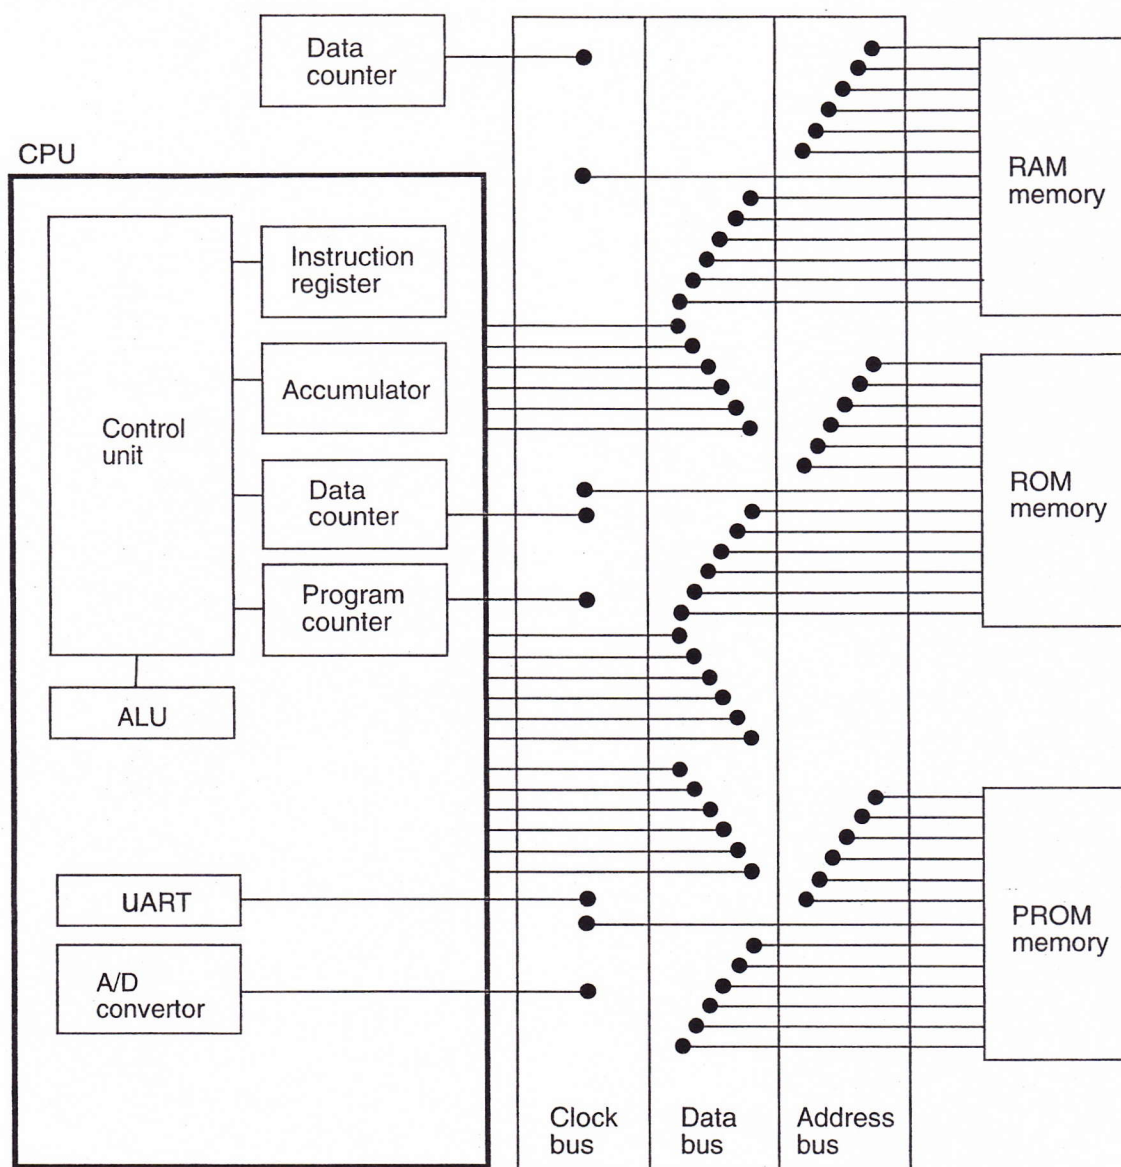 Data
counter
CPU
RAM
memory
Instruction
register
Accumulator
Control
unit
ROM
memory
Data
counter
Program
counter
ALU
UART
PROM
memory
A/D
convertor
Clock
bus
Data
bus
Address
bus